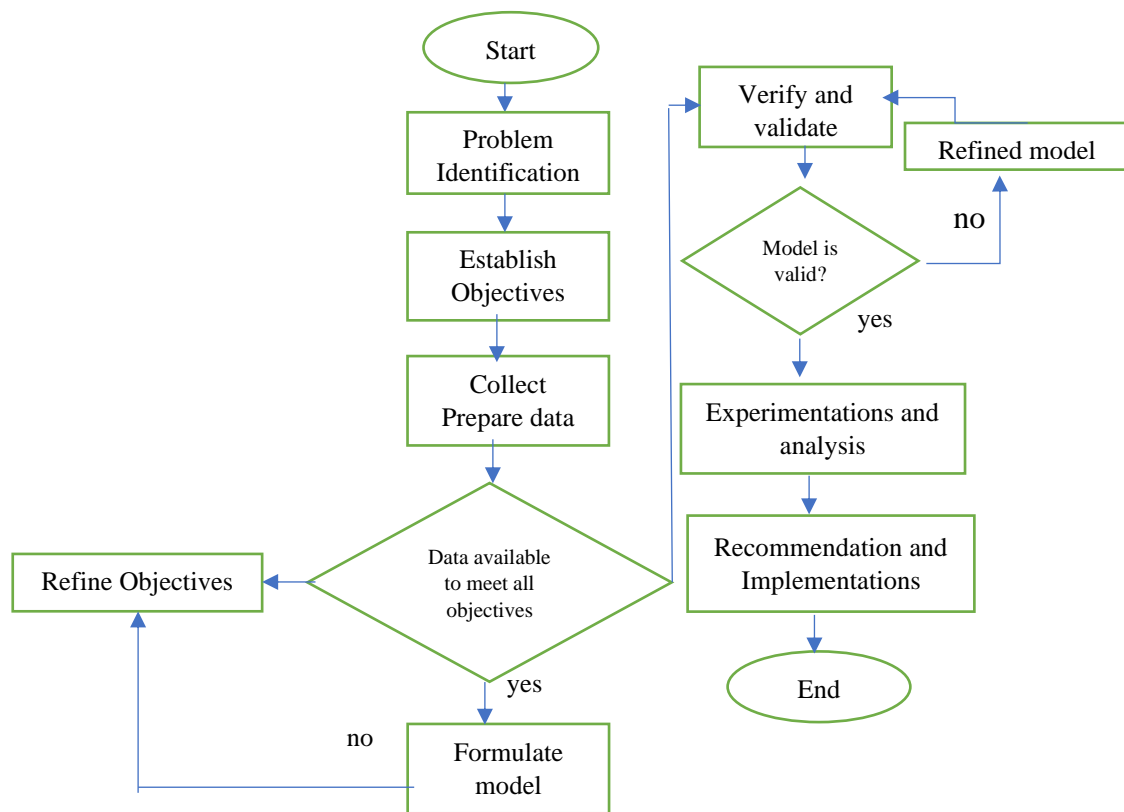 Start
Problem
Identification
Establish
Objectives
Collect
Prepare data
Data available
to meet all
objectives
Refine Objectives
yes
no
Formulate
model
Verify and
validate
Refined model
no
Model is
valid?
yes
Experimentations and
analysis
Recommendation and
Implementations
End